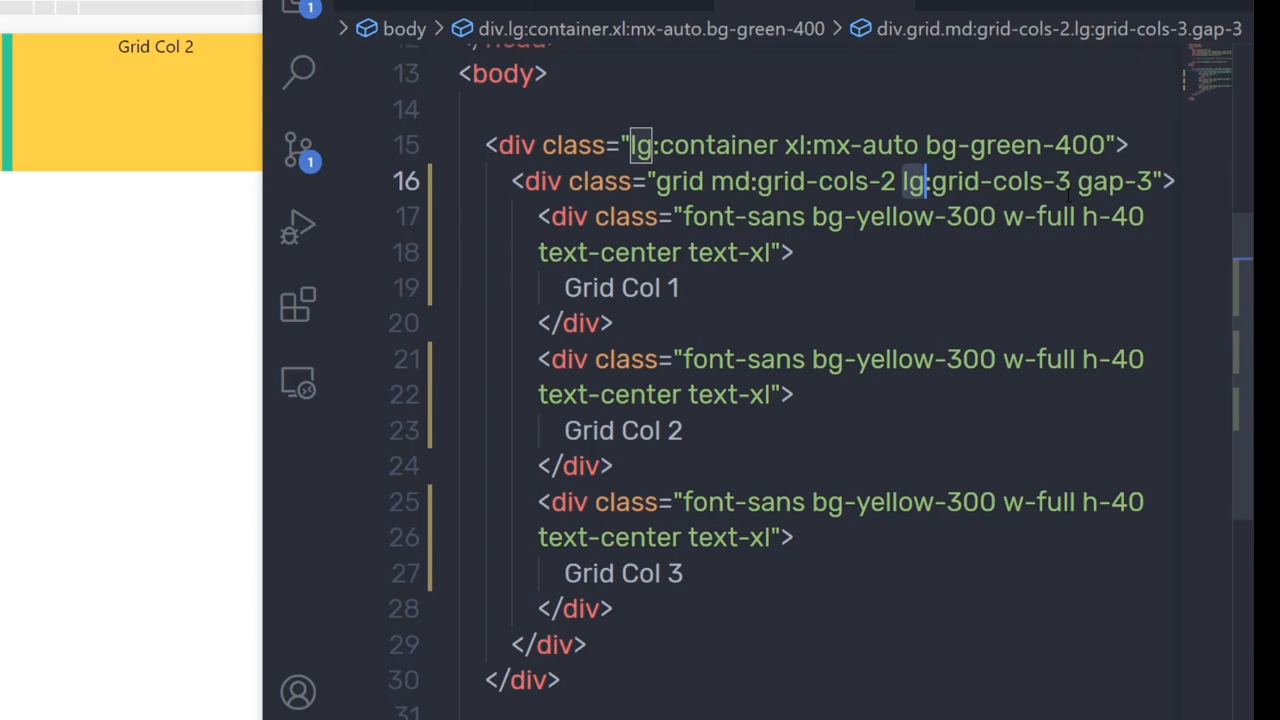 1
body
div.lg:container.xl:mx-auto.bg-green-400
div.grid.md:grid-cols-2.lg:grid-cols-3.gap-3
Grid Col 2
13 <body>
14
15 <div class="lg:container xl:mx-auto bg-green-400">
16 <div class="grid md:grid-cols-2 lg:grid-cols-3 gap-3">
17 <div class="font-sans bg-yellow-300 w-full h-40
18 text-center text-xl">
19 Grid Col 1
20 </div>
21 <div class="font-sans bg-yellow-300 w-full h-40
22 text-center text-xl">
23 Grid Col 2
24 </div>
25 <div class="font-sans bg-yellow-300 w-full h-40
26 text-center text-xl">
27 Grid Col 3
28 </div>
29 </div>
30 </div>
31
1